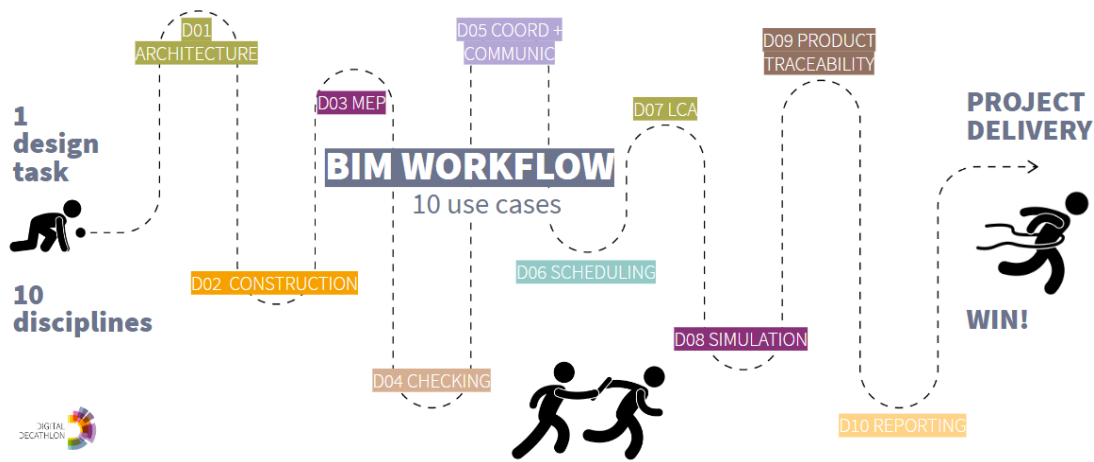 1
design
task
10
disciplines
D01
ARCHITECTURE
D02 CONSTRUCTION
D03 MEP
D04 CHECKING
D05 COORD +
COMMUNIC
BIM WORKFLOW
10 use cases
D06 SCHEDULING
D07 LCA
D08 SIMULATION
D09 PRODUCT
TRACEABILITY
D10 REPORTING
PROJECT
DELIVERY
WIN!
DIGITAL
DECATHLON